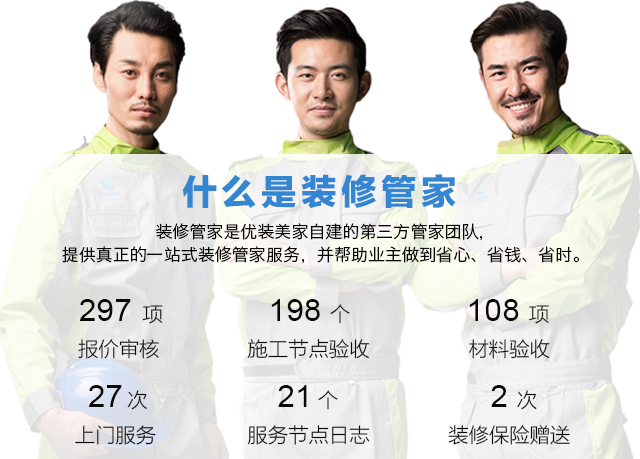 什么是装修管家
装修管家是优装美家自建的第三方管家团队,
提供真正的一站式装修管家服务，并帮助业主做到省心、省钱、省时。
297 项 198 个 108 项
报价审核 施工节点验收 材料验收
27 次 21 个 2 次
上门服务 服务节点日志 装修保险赠送